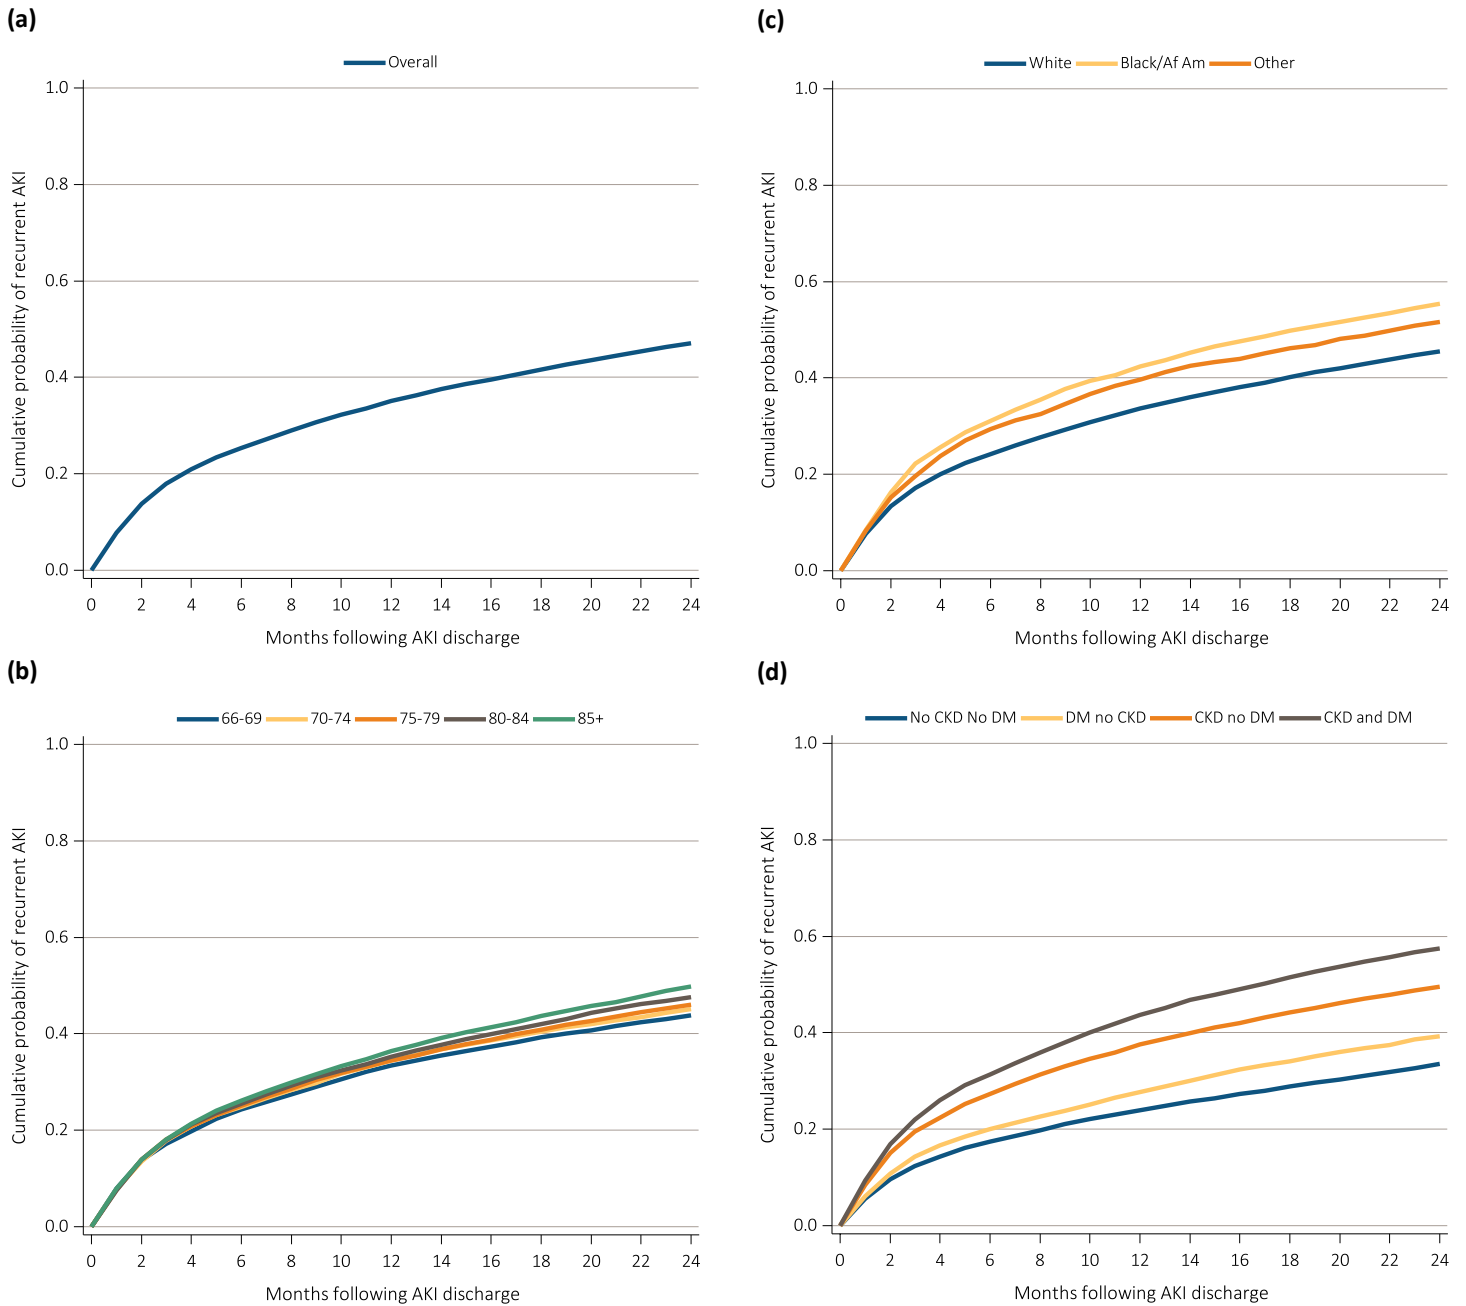 (a)
Overall
Cumulative probability of recurrent AKI
1.0
0.8
0.6
0.4
0.2
0.0
0 2 4 6 8 10 12 14 16 18 20 22 24
Months following AKI discharge
(c)
White Black/Af Am Other
Cumulative probability of recurrent AKI
1.0
0.8
0.6
0.4
0.2
0.0
0 2 4 6 8 10 12 14 16 18 20 22 24
Months following AKI discharge
(b)
66-69 70-74 75-79 80-84 85+
Cumulative probability of recurrent AKI
1.0
0.8
0.6
0.4
0.2
0.0
0 2 4 6 8 10 12 14 16 18 20 22 24
Months following AKI discharge
(d)
No CKD No DM DM no CKD CKD no DM CKD and DM
Cumulative probability of recurrent AKI
1.0
0.8
0.6
0.4
0.2
0.0
0 2 4 6 8 10 12 14 16 18 20 22 24
Months following AKI discharge